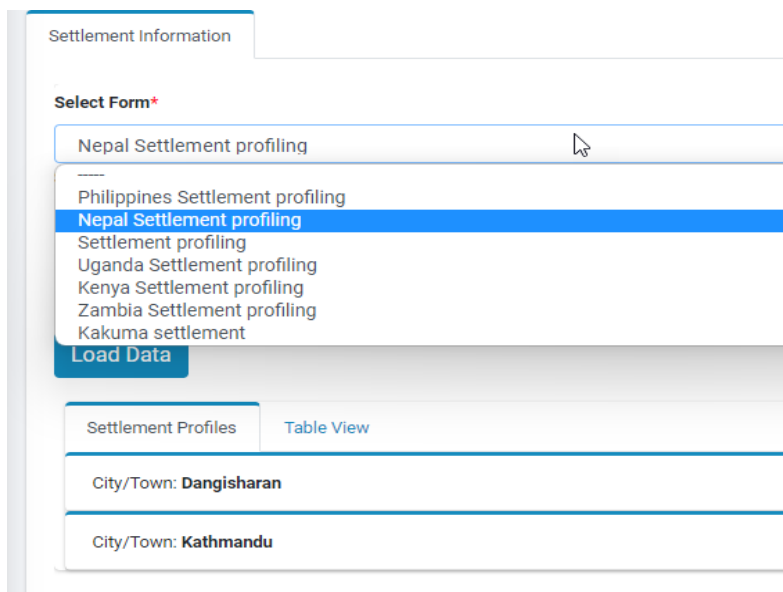 Settlement Information
Select Form*
Nepal Settlement profiling
-----
Philippines Settlement profiling
Nepal Settlement profiling
Settlement profiling
Uganda Settlement profiling
Kenya Settlement profiling
Zambia Settlement profiling
Kakuma settlement
Load Data
Settlement Profiles Table View
City/Town: Dangisharan
City/Town: Kathmandu